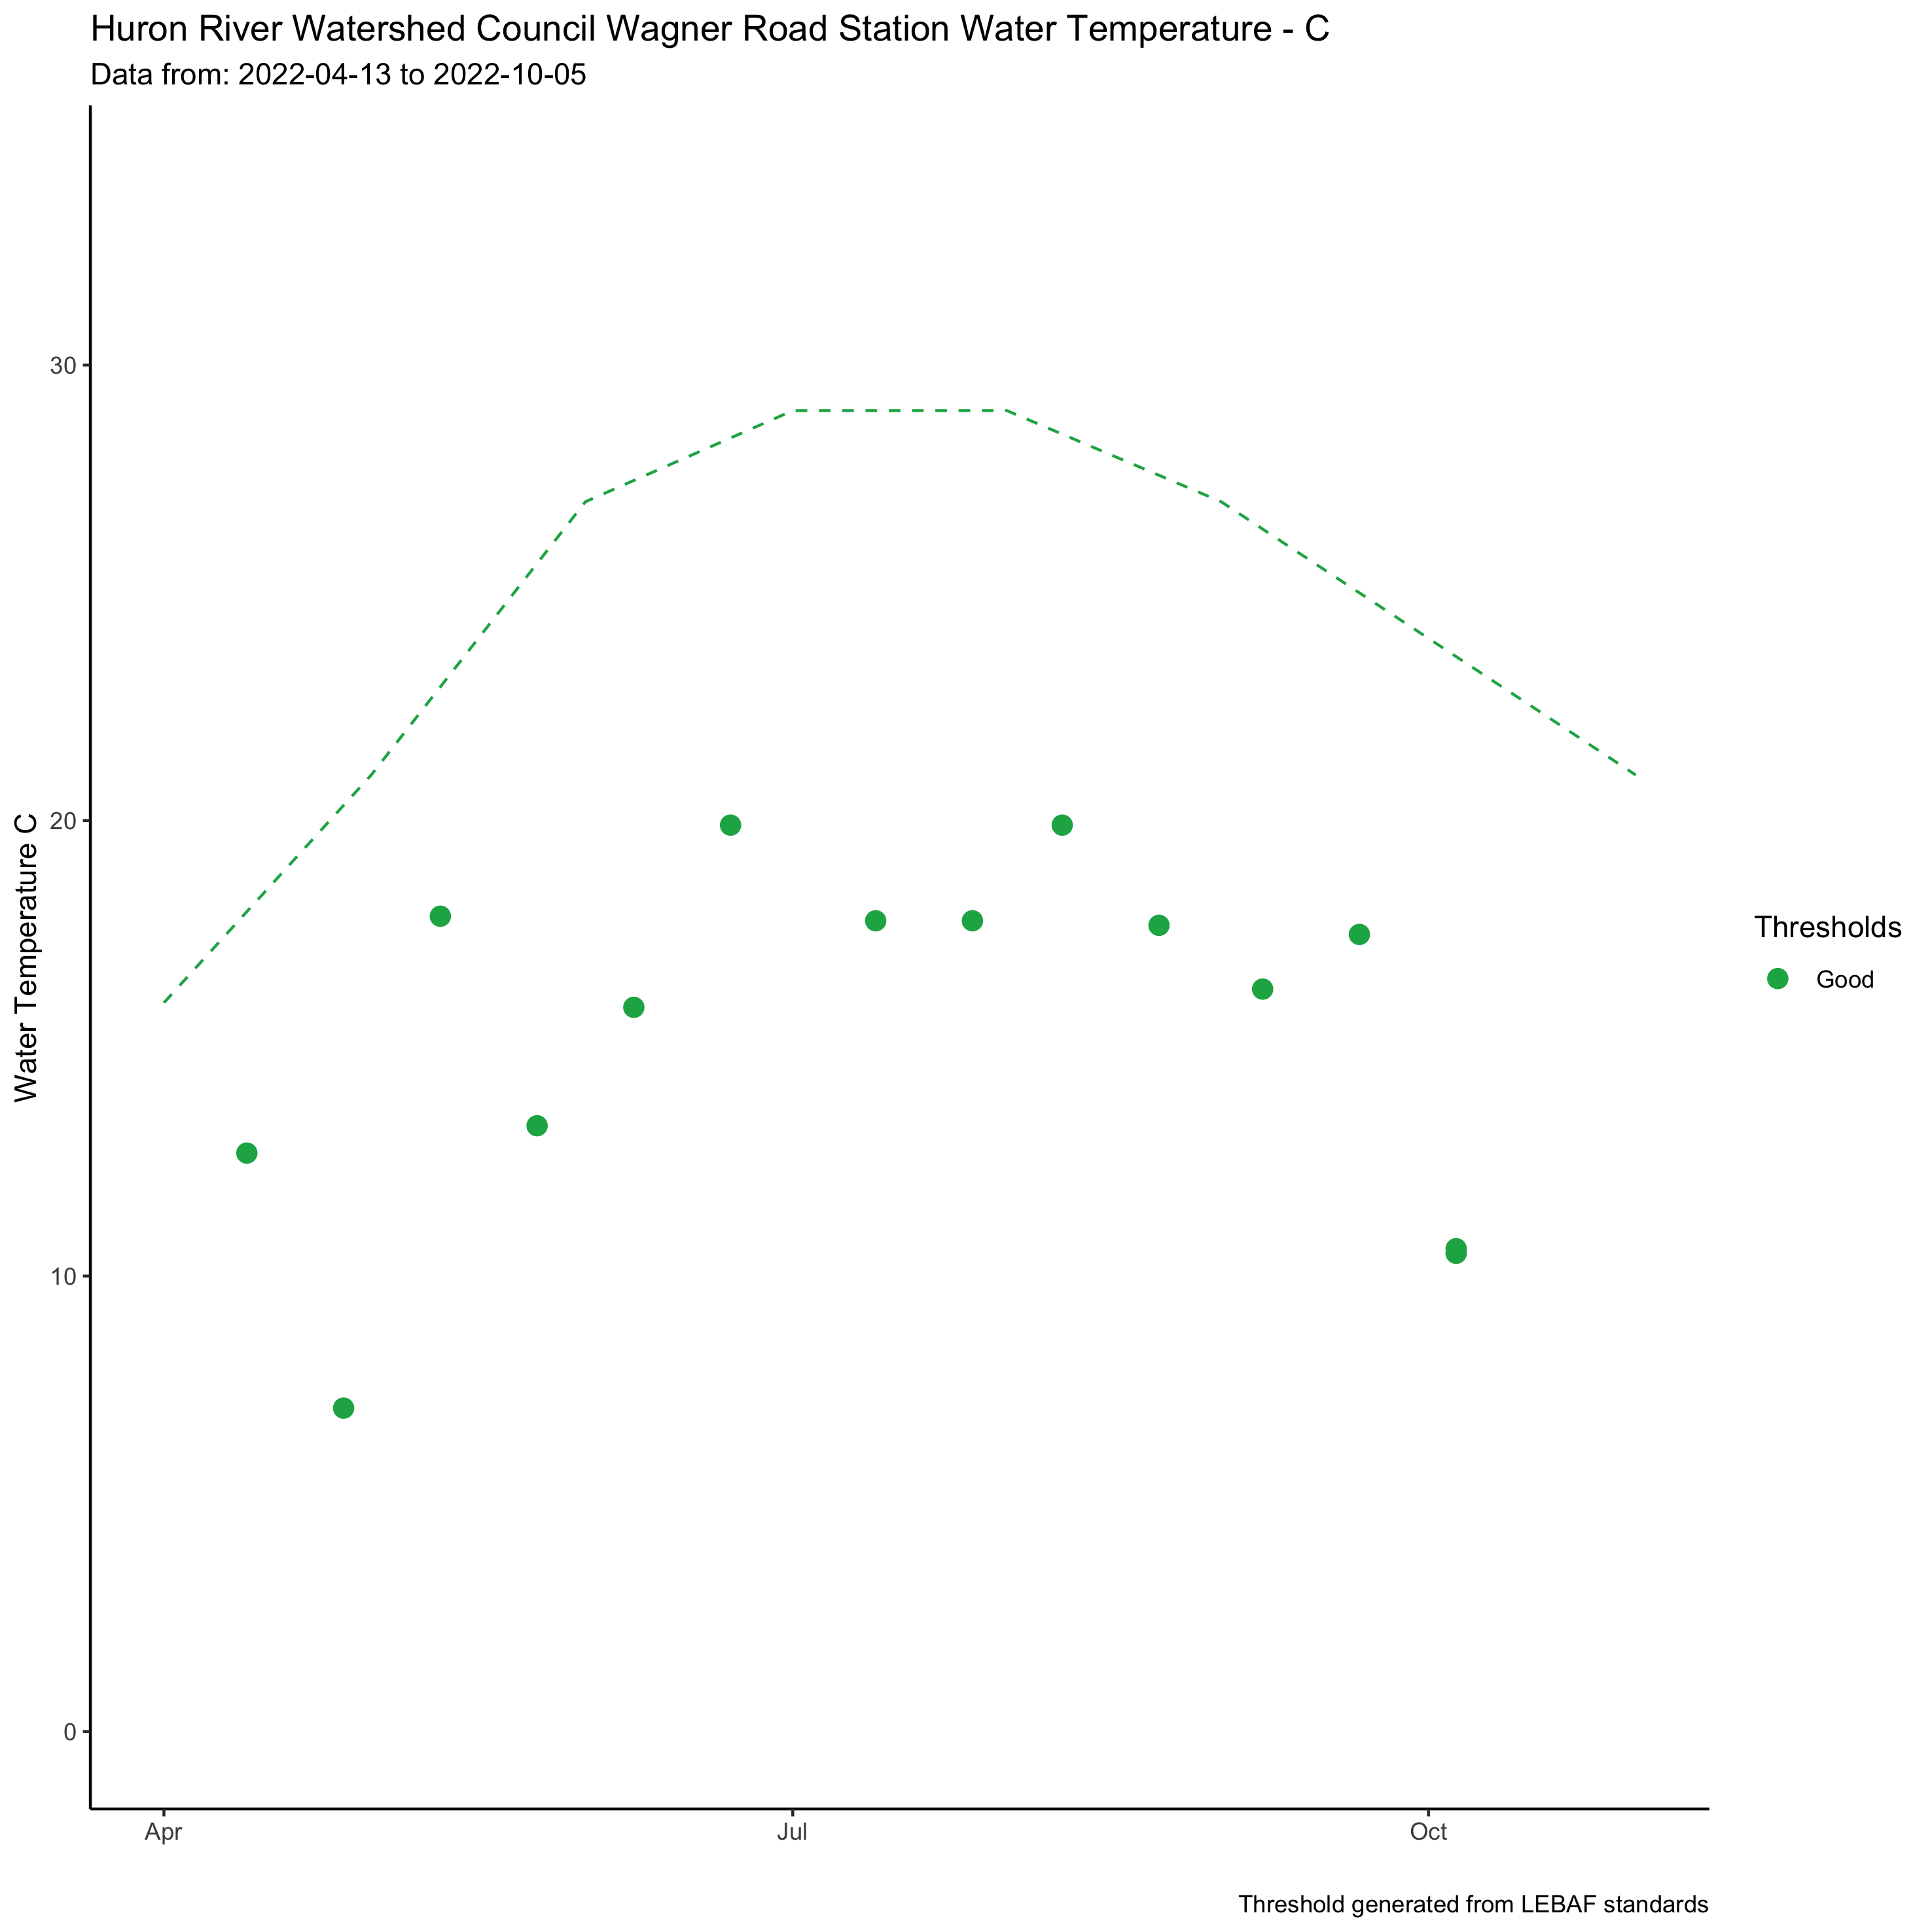 Huron River Watershed Council Wagner Road Station Water Temperature - C
Data from: 2022-04-13 to 2022-10-05
30
20
10
0
Water Temperature C
Apr
Jul
Oct
Thresholds
Good
Threshold generated from LEBAF standards